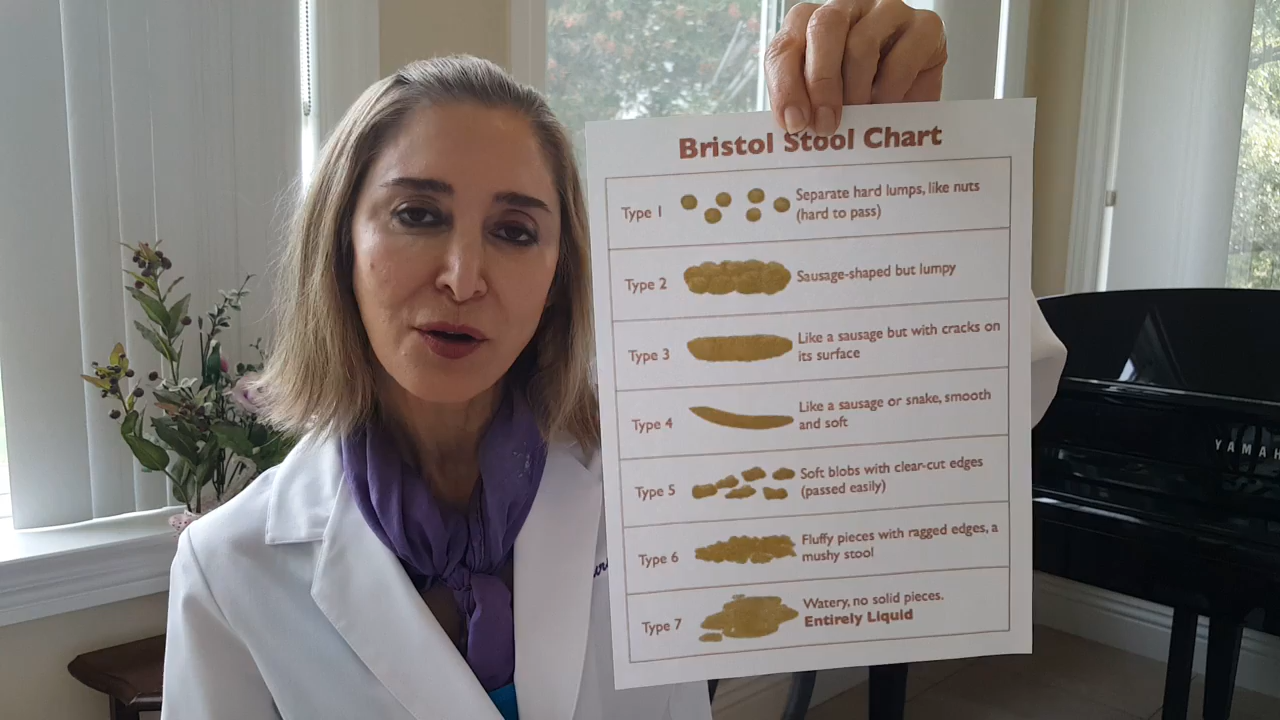 Bristol Stool Chart
Type 1
Separate hard lumps, like nuts
(hard to pass)
Type 2
Sausage-shaped but lumpy
Type 3
Like a sausage but with cracks on
its surface
Type 4
Like a sausage or snake, smooth
and soft
Type 5
Soft blobs with clear-cut edges
(passed easily)
Type 6
Fluffy pieces with ragged edges, a
mushy stool
Type 7
Watery, no solid pieces.
Entirely Liquid
YAMAH